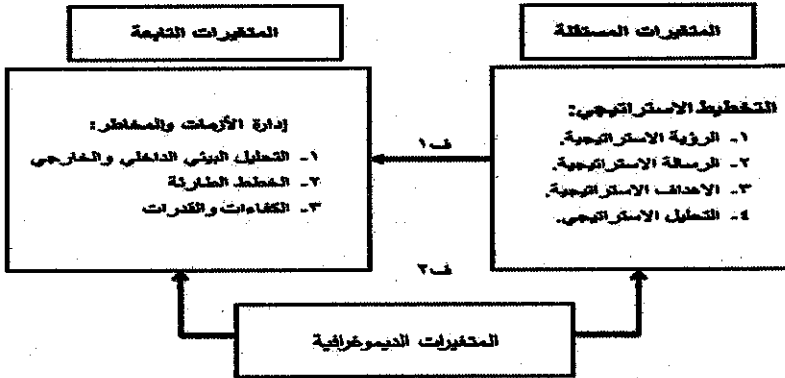 المتغيرات المستقلة
المتغيرات التابعة
التخطيط الاستراتيجي:
١- الرؤية الاستراتيجية.
٢- الرسالة الاستراتيجية.
٣- الاهداف الاستراتيجية.
٤- التحليل الاستراتيجي.
ف١
إدارة الأزمات والمخاطر:
١- التحليل البيئي الداخلي والخارجي
٢- الخطط الطارئة
٣- الكفاءات والقدرات
ف٢
المتغيرات الديموغرافية